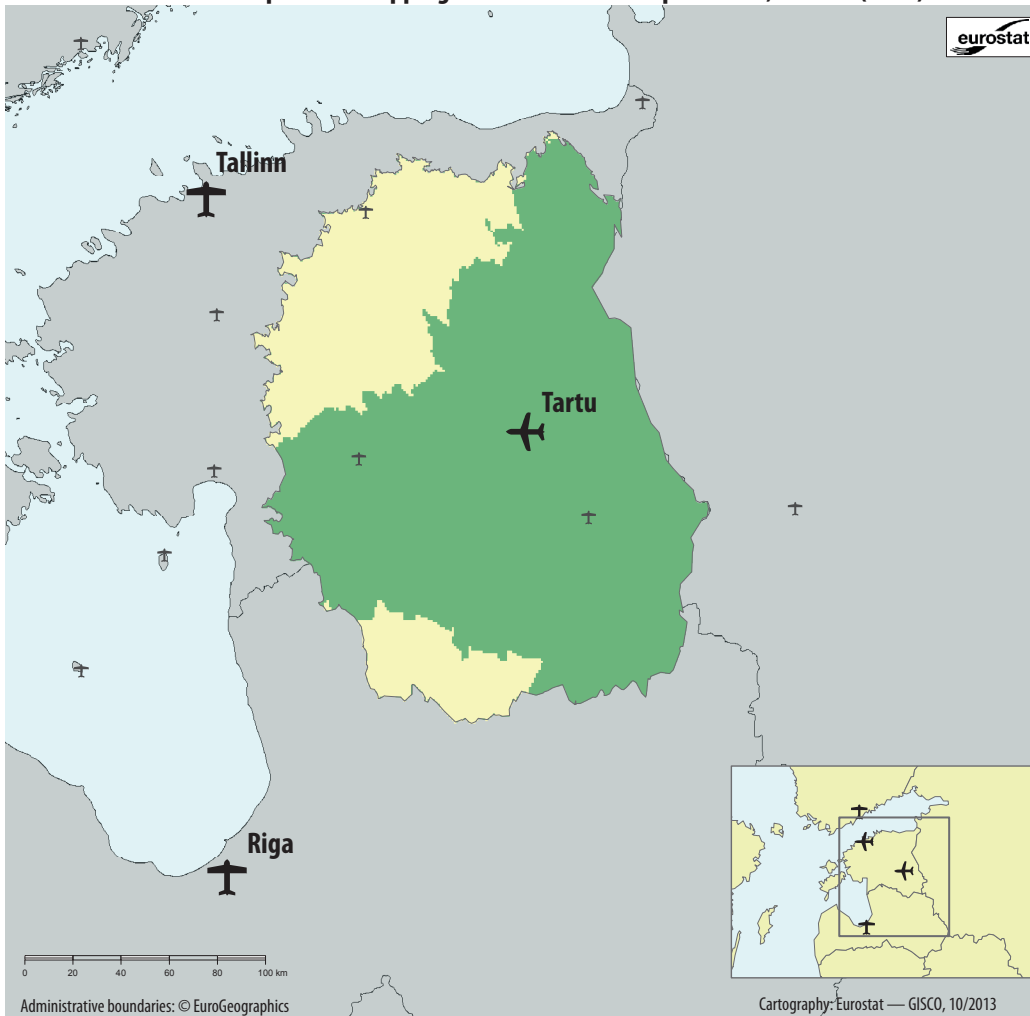 eurostat
Tallinn
Tartu
Riga
0 20 40 60 80 100 km
Administrative boundaries: © EuroGeographics
Cartography: Eurostat — GISCO, 10/2013